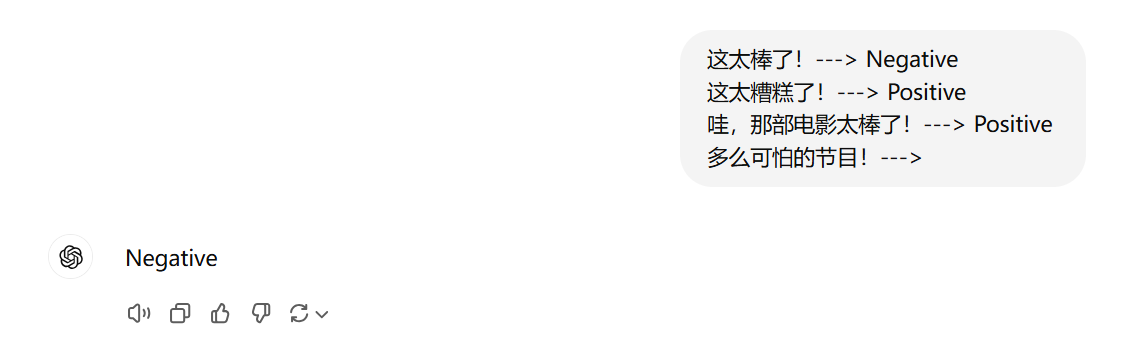 这太棒了！---> Negative
这太糟糕了！---> Positive
哇，那部电影太棒了！---> Positive
多么可怕的节目！--->
Negative